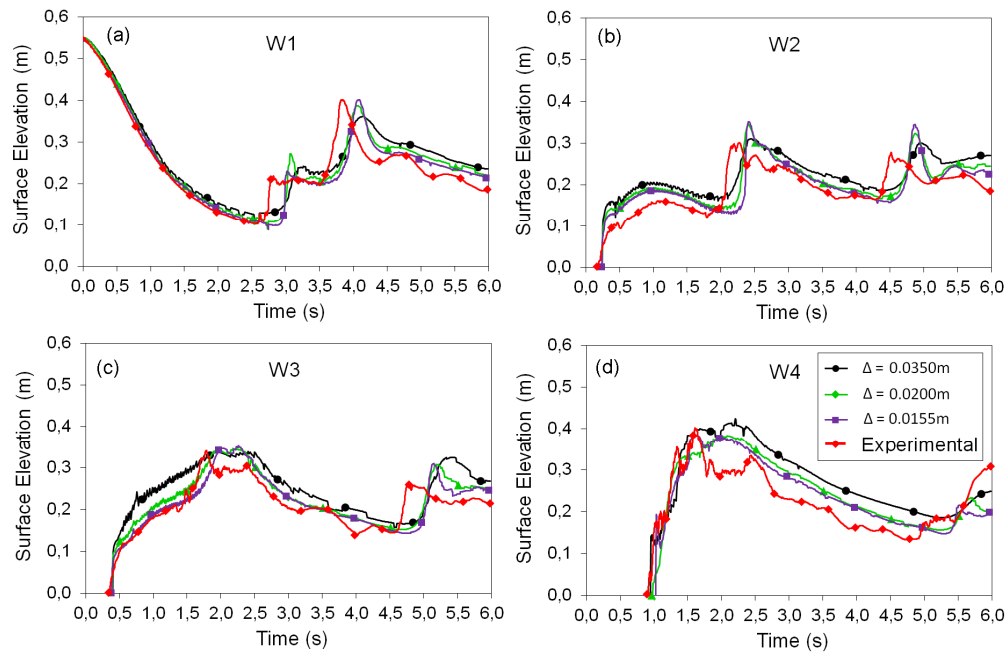 (a)
W1
Surface Elevation (m)
0,6
0,5
0,4
0,3
0,2
0,1
0,0
0,0 0,5 1,0 1,5 2,0 2,5 3,0 3,5 4,0 4,5 5,0 5,5 6,0
Time (s)
(b)
W2
Surface Elevation (m)
0,6
0,5
0,4
0,3
0,2
0,1
0,0
0,0 0,5 1,0 1,5 2,0 2,5 3,0 3,5 4,0 4,5 5,0 5,5 6,0
Time (s)
(c)
W3
Surface Elevation (m)
0,6
0,5
0,4
0,3
0,2
0,1
0,0
0,0 0,5 1,0 1,5 2,0 2,5 3,0 3,5 4,0 4,5 5,0 5,5 6,0
Time (s)
(d)
W4
Δ = 0.0350m
Δ = 0.0200m
Δ = 0.0155m
Experimental
Surface Elevation (m)
0,6
0,5
0,4
0,3
0,2
0,1
0,0
0,0 0,5 1,0 1,5 2,0 2,5 3,0 3,5 4,0 4,5 5,0 5,5 6,0
Time (s)